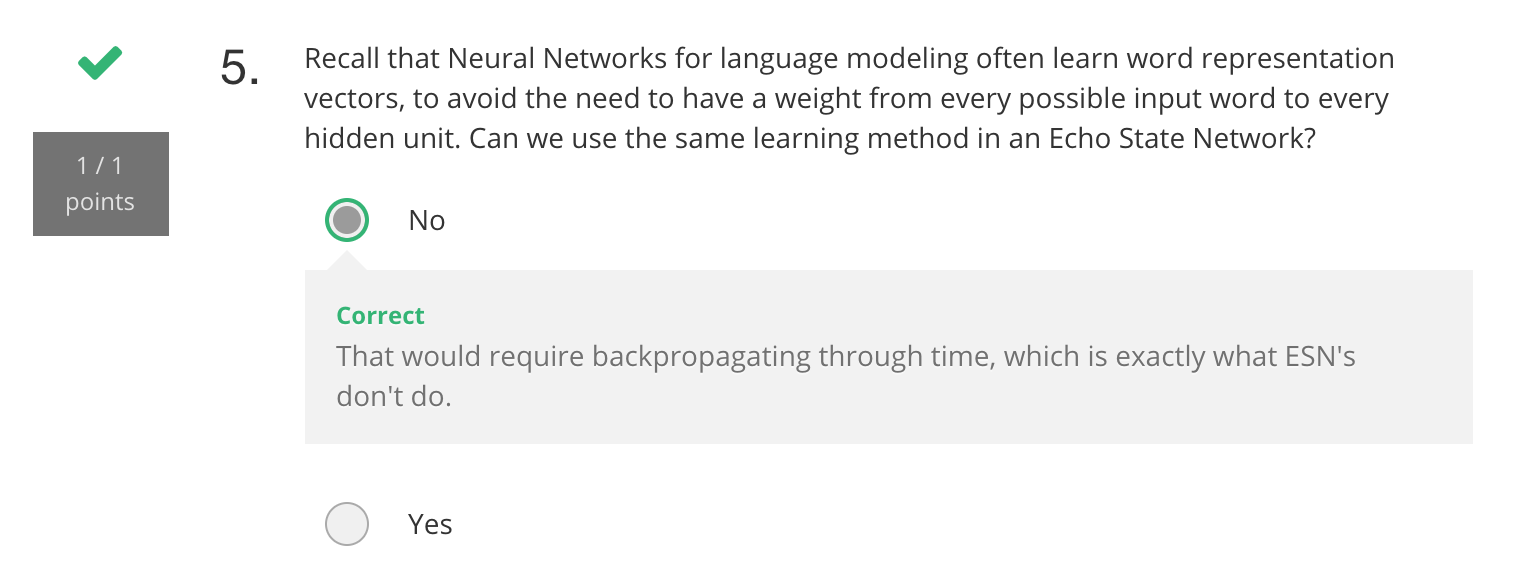 5.
Recall that Neural Networks for language modeling often learn word representation
vectors, to avoid the need to have a weight from every possible input word to every
hidden unit. Can we use the same learning method in an Echo State Network?
1 / 1
points
No
Correct
That would require backpropagating through time, which is exactly what ESN's
don't do.
Yes